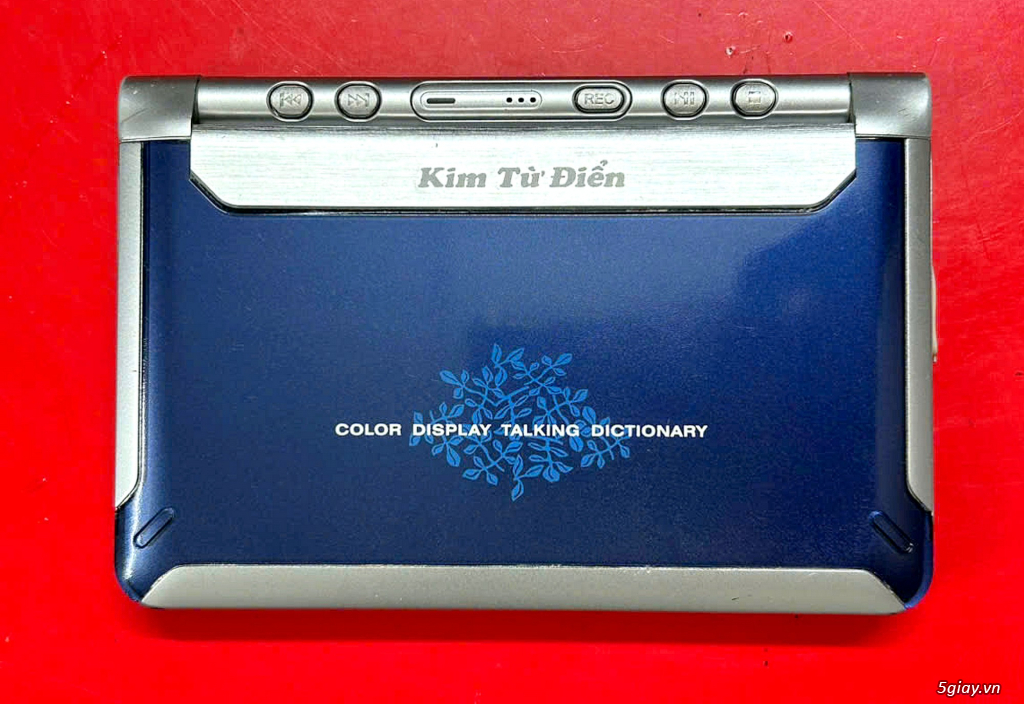 REC
Kim Từ Điển
COLOR DISPLAY TALKING DICTIONARY
5giay.vn